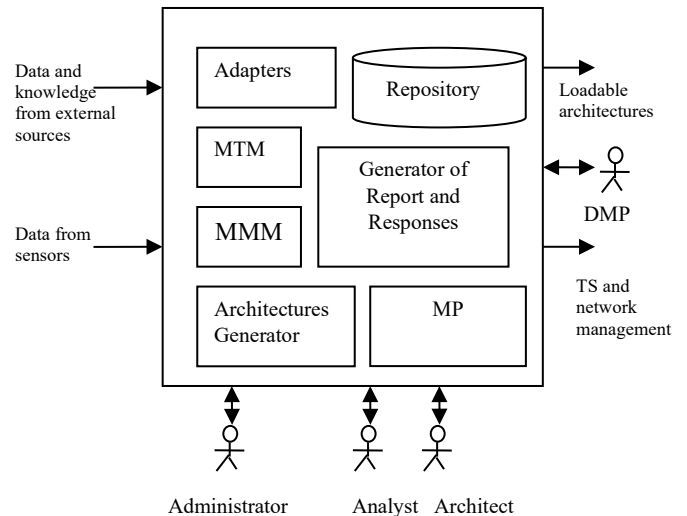 Data and
knowledge
from external
sources
Data from
sensors
Adapters
Repository
MTM
Generator of
Report and
Responses
MMM
Architectures
Generator
MP
Loadable
architectures
DMP
TS and
network
management
Administrator
Analyst
Architect